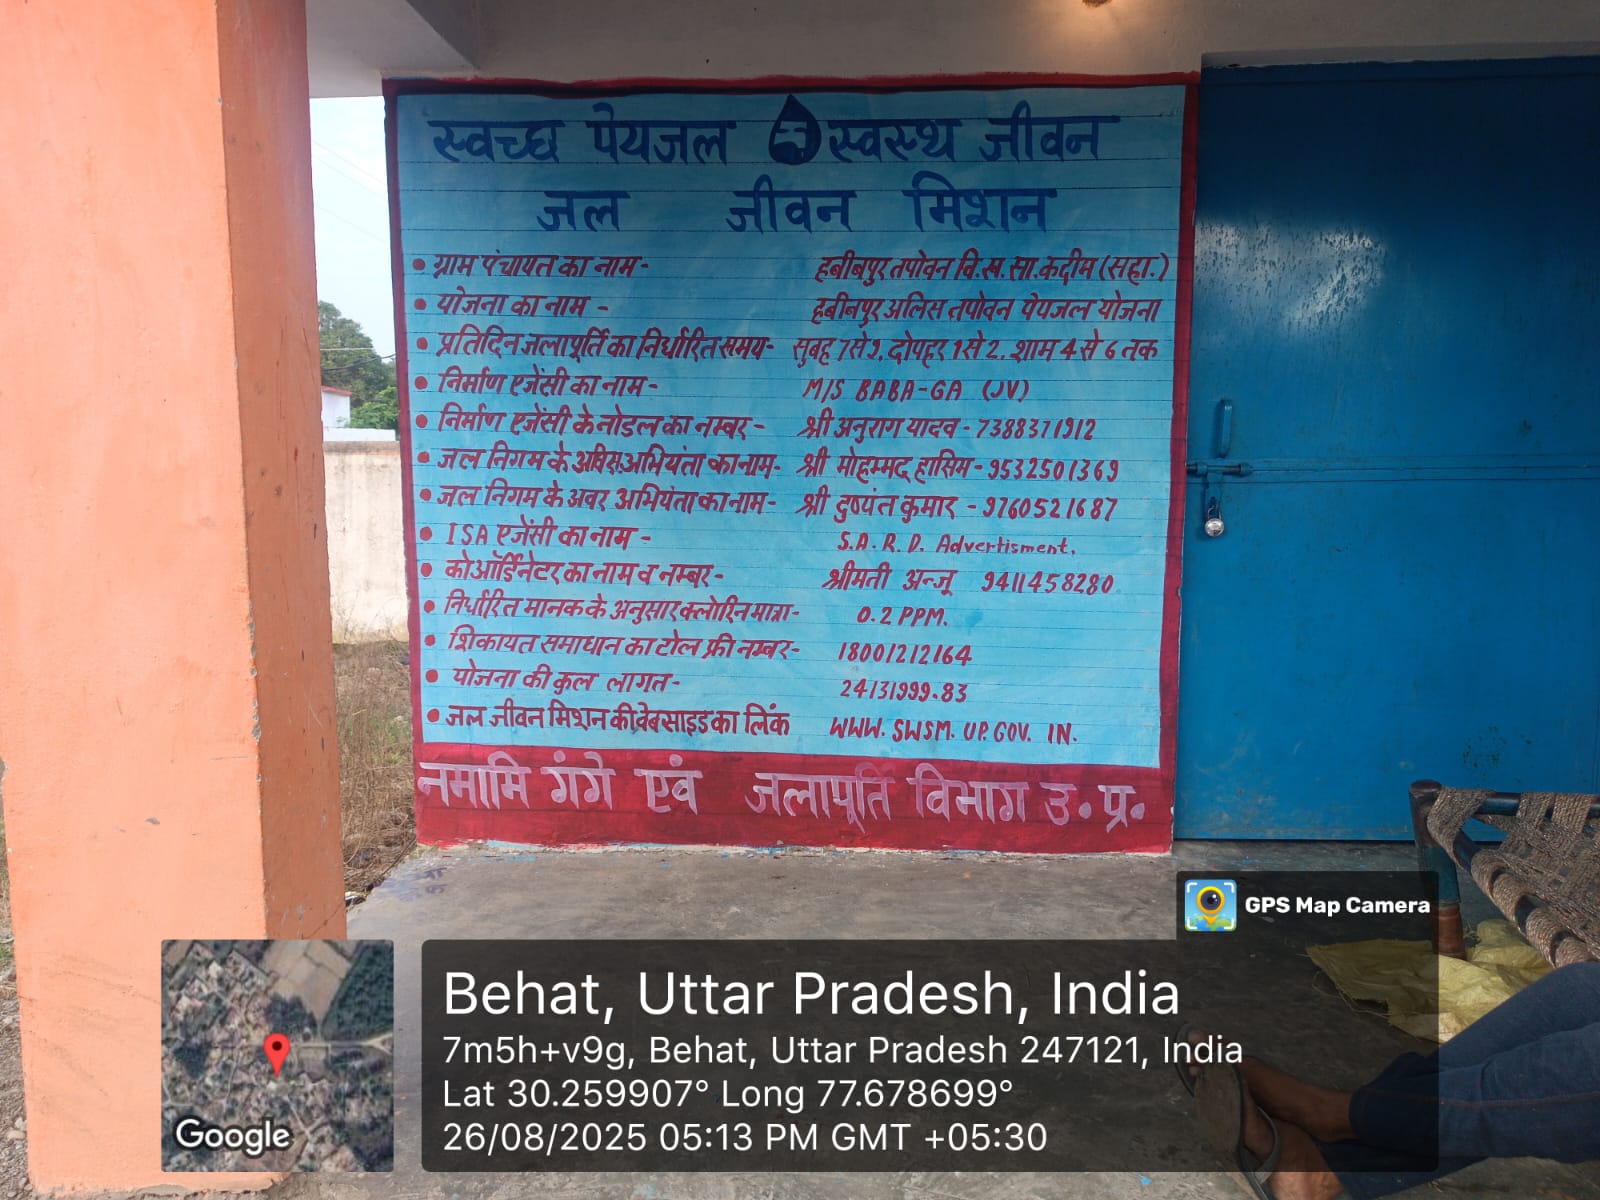 स्वच्छ पेयजल स्वस्थ जीवन
जल जीवन मिशन
• ग्राम पंचायत का नाम- हबीबपुर तपोवन वि.ख. सा.कदीम (सहा.)
• योजना का नाम - हबीबपुर अलिस तपोवन पेयजल योजना
• प्रतिदिन जलापूर्ति का निर्धारित समय- सुबह 7 से 9, दोपहर 1 से 2. शाम 4 से 6 तक
• निर्माण एजेंसी का नाम- M/S BABA-GA (JV)
• निर्माण एजेंसी के नोडल का नम्बर- श्री अनुराग यादव - 7388371912
• जल निगम के अभियंता का नाम- श्री मोहम्मद हासिम - 9532501369
• जल निगम के अवर अभियंता का नाम- श्री दुष्यंत कुमार - 9760521687
• ISA एजेंसी का नाम - S.A.R.D. Advertisment.
• कोऑर्डिनेटर का नाम व नम्बर- श्रीमती अन्जू 9411458280
• निर्धारित मानक के अनुसार क्लोरिन मात्रा- 0.2 PPM.
• शिकायत समाधान का टोल फ्री नम्बर- 18001212164
• योजना की कुल लागत- 24131999.83
• जल जीवन मिशन की वेबसाइड का लिंक WWW. SWSM. UP. GOV. IN.
नमामि गंगे एवं जलापूर्ति विभाग उ॰प्र॰
GPS Map Camera
Behat, Uttar Pradesh, India
7m5h+v9g, Behat, Uttar Pradesh 247121, India
Lat 30.259907° Long 77.678699°
26/08/2025 05:13 PM GMT +05:30
Google